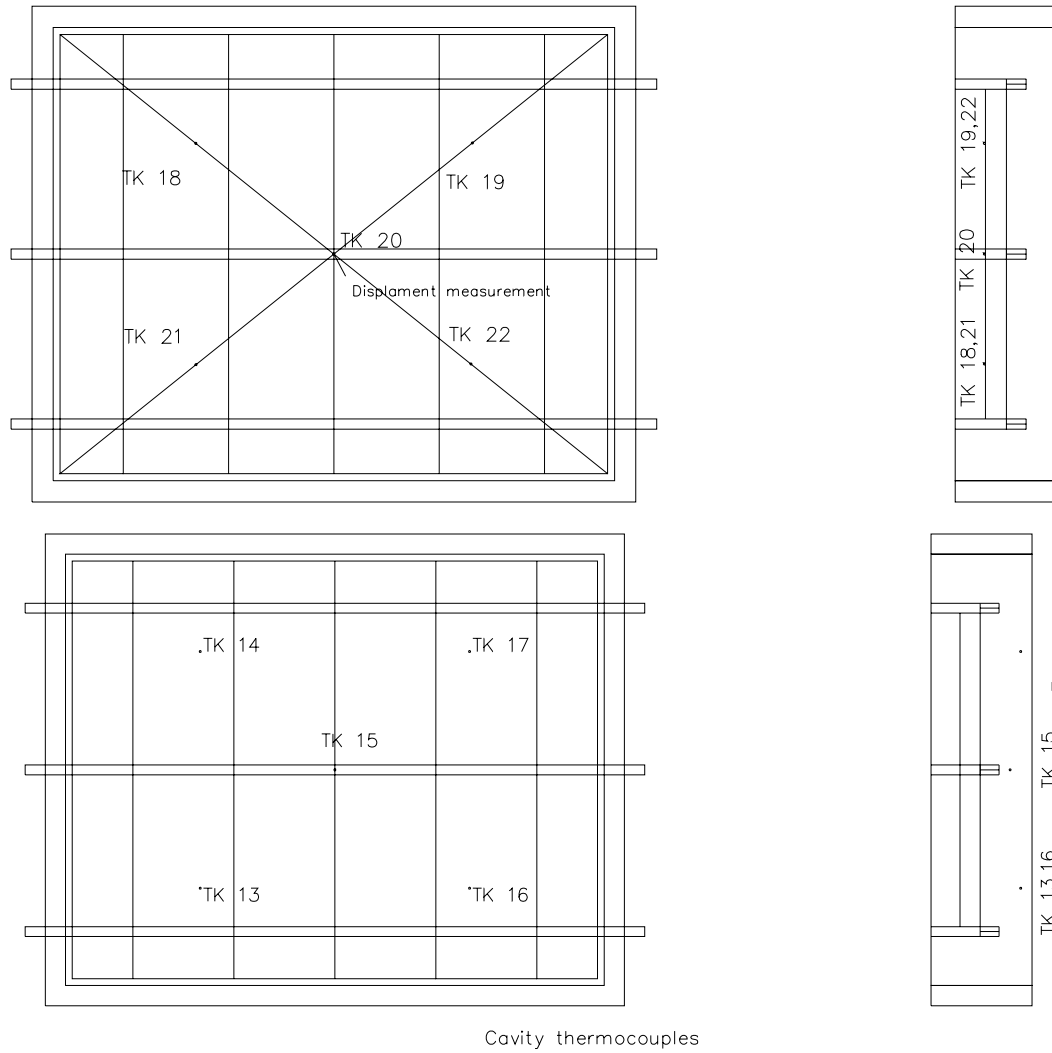 TK 18
TK 19
TK 20
Displament measurement
TK 21
TK 22
TK 19,22
TK 20
TK 18,21
TK 14
TK 17
TK 15
TK 13
TK 16
TK 15
TK 13,16
Cavity thermocouples